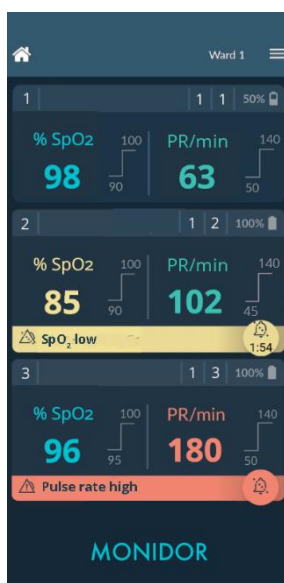 Ward 1
1 1 1 50%
% SpO2 100 PR/min 140
98 90 63 50
2 1 2 100%
% SpO2 100 PR/min 140
85 90 102 45
SpO₂ low 1:54
3 1 3 100%
% SpO2 100 PR/min 140
96 95 180 50
Pulse rate high
MONIDOR